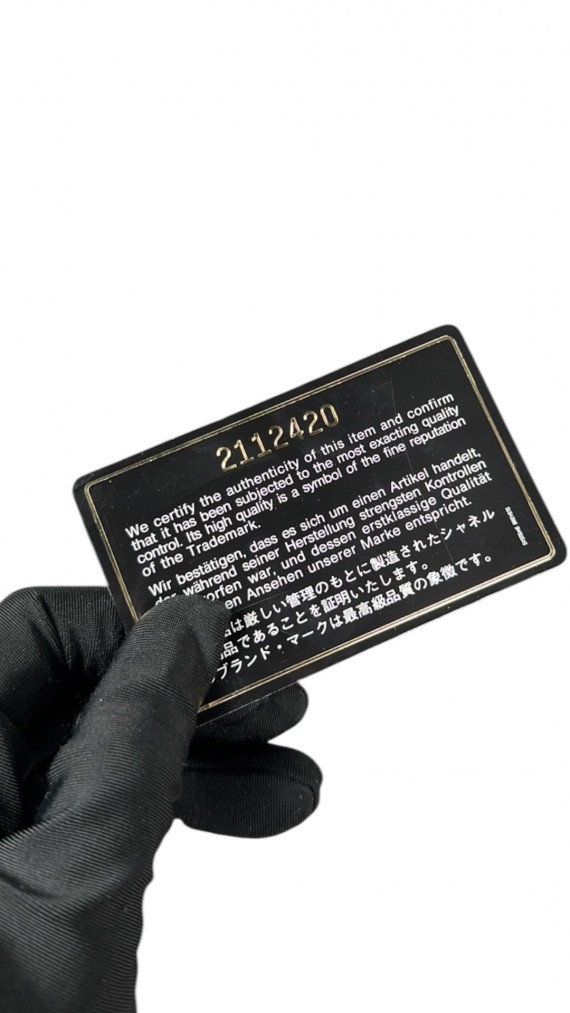 2112420
We certify the authenticity of this item and confirm
that it has been subjected to the most exacting quality
control. Its high quality is a symbol of the fine reputation
of the Trademark.
Wir bestätigen, dass es sich um einen Artikel handelt,
der während seiner Herstellung strengsten Kontrollen
orfen war, und dessen erstklassige Qualität
en Ansehen unserer Marke entspricht.
は厳しい管理のもとに製造されたシャネル
品であることを証明いたします。
ブランド・マークは最高級品質の象徴です。